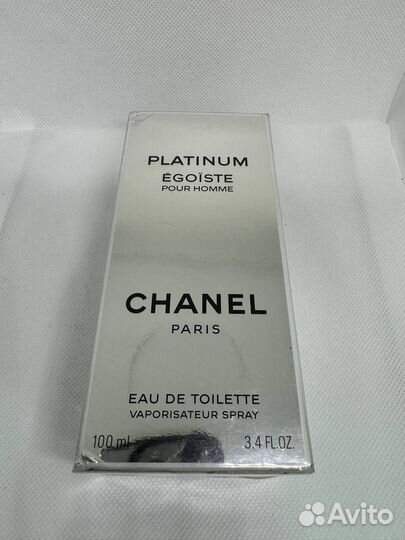 PLATINUM
ÉGOÏSTE
POUR HOMME
CHANEL
PARIS
EAU DE TOILETTE
VAPORISATEUR SPRAY
100 ml 3.4 FL.OZ.
Avito